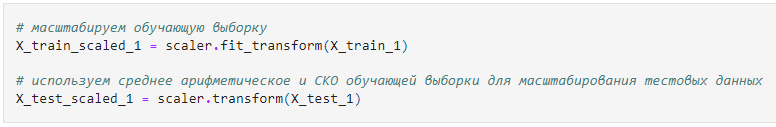 # масштабируем обучающую выборку
X_train_scaled_1 = scaler.fit_transform(X_train_1)
# используем среднее арифметическое и СКО обучающей выборки для масштабирования тестовых данных
X_test_scaled_1 = scaler.transform(X_test_1)